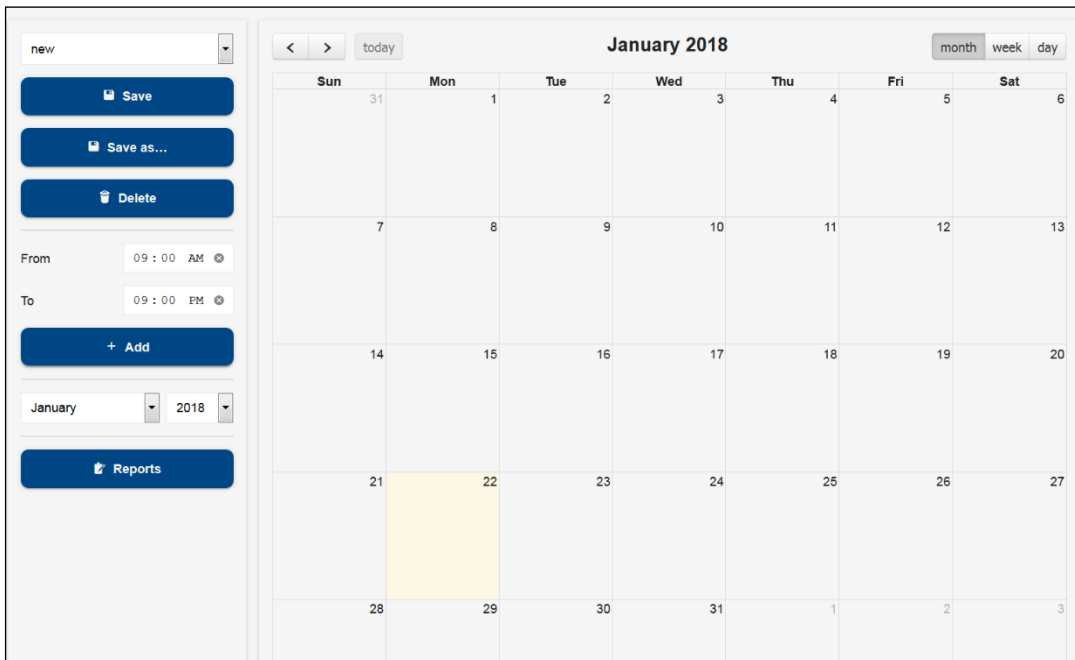 new
Save
Save as...
Delete
From 09:00 AM
To 09:00 PM
+ Add
January 2018
Reports
today January 2018 month week day
Sun Mon Tue Wed Thu Fri Sat
31 1 2 3 4 5 6
7 8 9 10 11 12 13
14 15 16 17 18 19 20
21 22 23 24 25 26 27
28 29 30 31 1 2 3